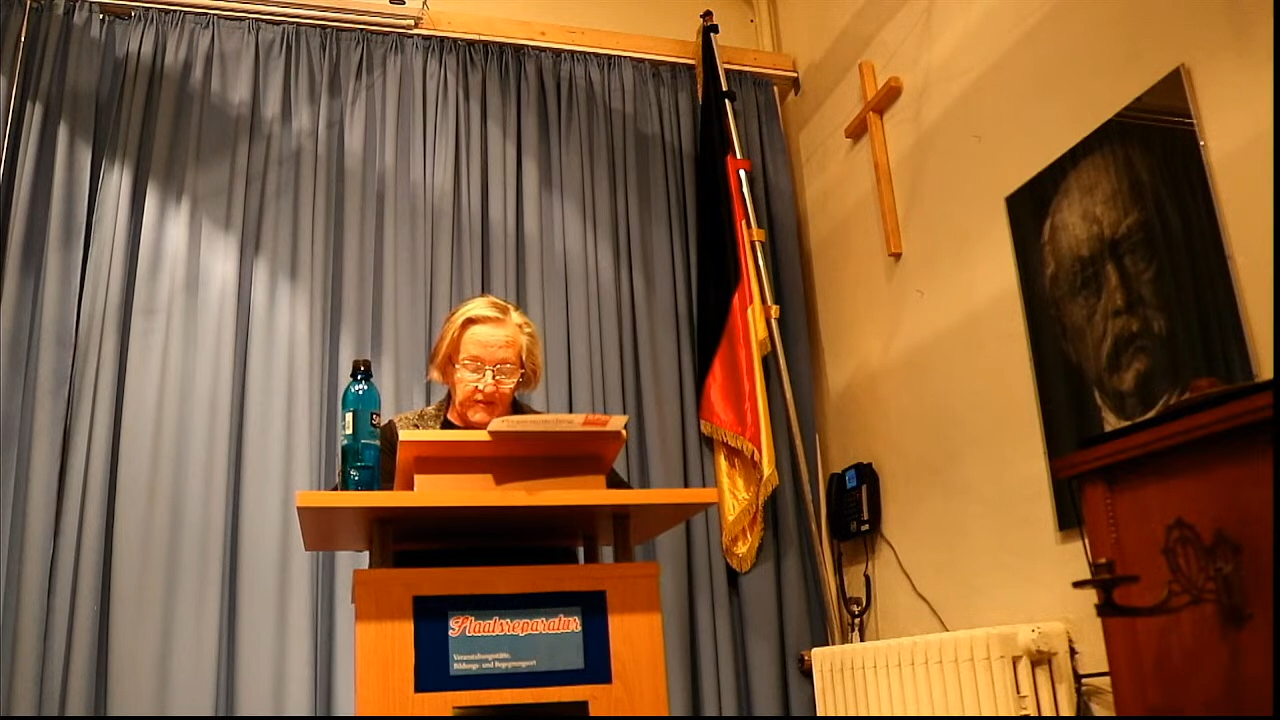 Staatsreparatur
Veranstaltungsstätte,
Bildungs- und Begegnungsort